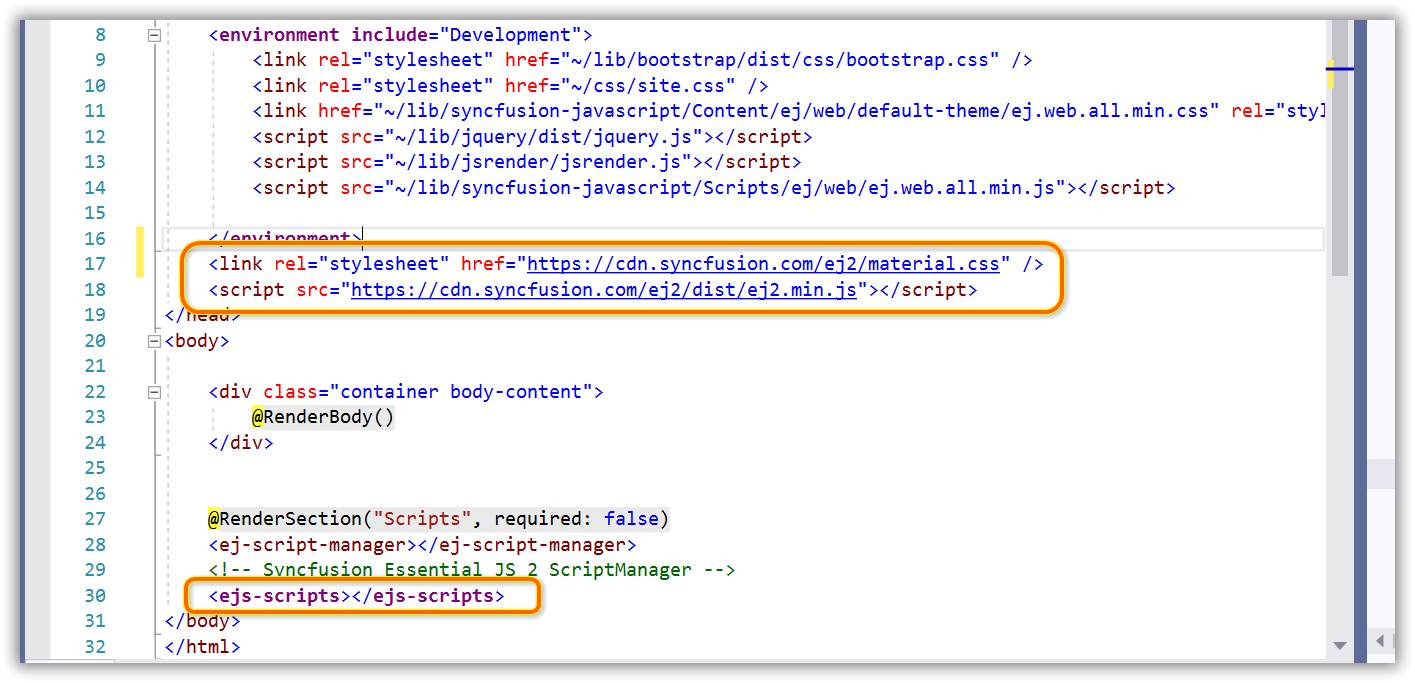 8 <environment include="Development">
9 <link rel="stylesheet" href="~/lib/bootstrap/dist/css/bootstrap.css" />
10 <link rel="stylesheet" href="~/css/site.css" />
11 <link href="~/lib/syncfusion-javascript/Content/ej/web/default-theme/ej.web.all.min.css" rel="styl
12 <script src="~/lib/jquery/dist/jquery.js"></script>
13 <script src="~/lib/jsrender/jsrender.js"></script>
14 <script src="~/lib/syncfusion-javascript/Scripts/ej/web/ej.web.all.min.js"></script>
15
16 </environment>
17 <link rel="stylesheet" href="https://cdn.syncfusion.com/ej2/material.css" />
18 <script src="https://cdn.syncfusion.com/ej2/dist/ej2.min.js"></script>
19 </head>
20 <body>
21
22 <div class="container body-content">
23 @RenderBody()
24 </div>
25
26
27 @RenderSection("Scripts", required: false)
28 <ej-script-manager></ej-script-manager>
29 <!-- Syncfusion Essential JS 2 ScriptManager -->
30 <ejs-scripts></ejs-scripts>
31 </body>
32 </html>